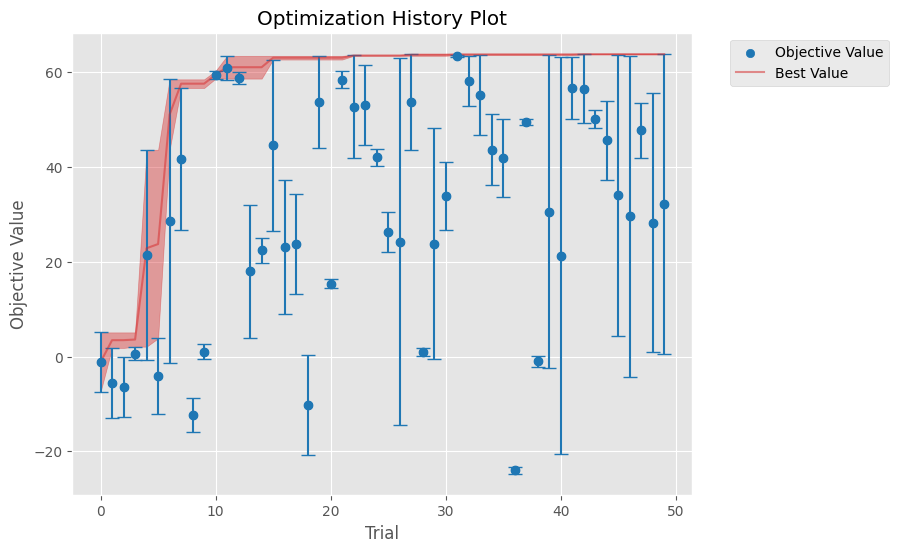 Optimization History Plot
Objective Value
Best Value
Objective Value
60
40
20
0
−20
0 10 20 30 40 50
Trial